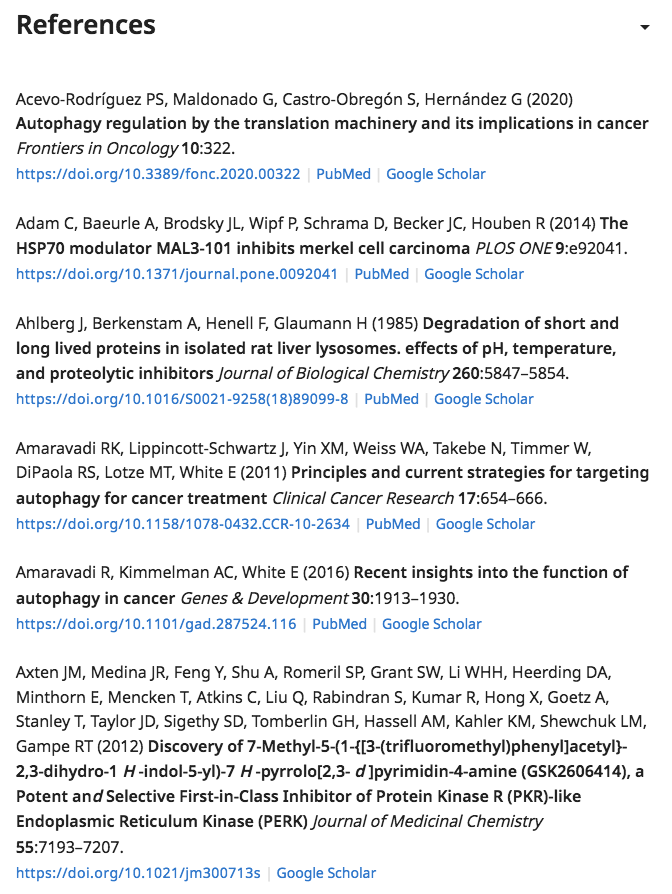 References
Acevo-Rodríguez PS, Maldonado G, Castro-Obregón S, Hernández G (2020)
Autophagy regulation by the translation machinery and its implications in cancer
Frontiers in Oncology 10:322.
https://doi.org/10.3389/fonc.2020.00322 | PubMed | Google Scholar
Adam C, Baeurle A, Brodsky JL, Wipf P, Schrama D, Becker JC, Houben R (2014) The
HSP70 modulator MAL3-101 inhibits merkel cell carcinoma PLOS ONE 9:e92041.
https://doi.org/10.1371/journal.pone.0092041 | PubMed | Google Scholar
Ahlberg J, Berkenstam A, Henell F, Glaumann H (1985) Degradation of short and
long lived proteins in isolated rat liver lysosomes. effects of pH, temperature,
and proteolytic inhibitors Journal of Biological Chemistry 260:5847–5854.
https://doi.org/10.1016/S0021-9258(18)89099-8 | PubMed | Google Scholar
Amaravadi RK, Lippincott-Schwartz J, Yin XM, Weiss WA, Takebe N, Timmer W,
DiPaola RS, Lotze MT, White E (2011) Principles and current strategies for targeting
autophagy for cancer treatment Clinical Cancer Research 17:654–666.
https://doi.org/10.1158/1078-0432.CCR-10-2634 | PubMed | Google Scholar
Amaravadi R, Kimmelman AC, White E (2016) Recent insights into the function of
autophagy in cancer Genes & Development 30:1913–1930.
https://doi.org/10.1101/gad.287524.116 | PubMed | Google Scholar
Axten JM, Medina JR, Feng Y, Shu A, Romeril SP, Grant SW, Li WHH, Heerding DA,
Minthorn E, Mencken T, Atkins C, Liu Q, Rabindran S, Kumar R, Hong X, Goetz A,
Stanley T, Taylor JD, Sigethy SD, Tomberlin GH, Hassell AM, Kahler KM, Shewchuk LM,
Gampe RT (2012) Discovery of 7-Methyl-5-(1-{[3-(trifluoromethyl)phenyl]acetyl}-
2,3-dihydro-1 H -indol-5-yl)-7 H -pyrrolo[2,3- d ]pyrimidin-4-amine (GSK2606414), a
Potent and Selective First-in-Class Inhibitor of Protein Kinase R (PKR)-like
Endoplasmic Reticulum Kinase (PERK) Journal of Medicinal Chemistry
55:7193–7207.
https://doi.org/10.1021/jm300713s | Google Scholar